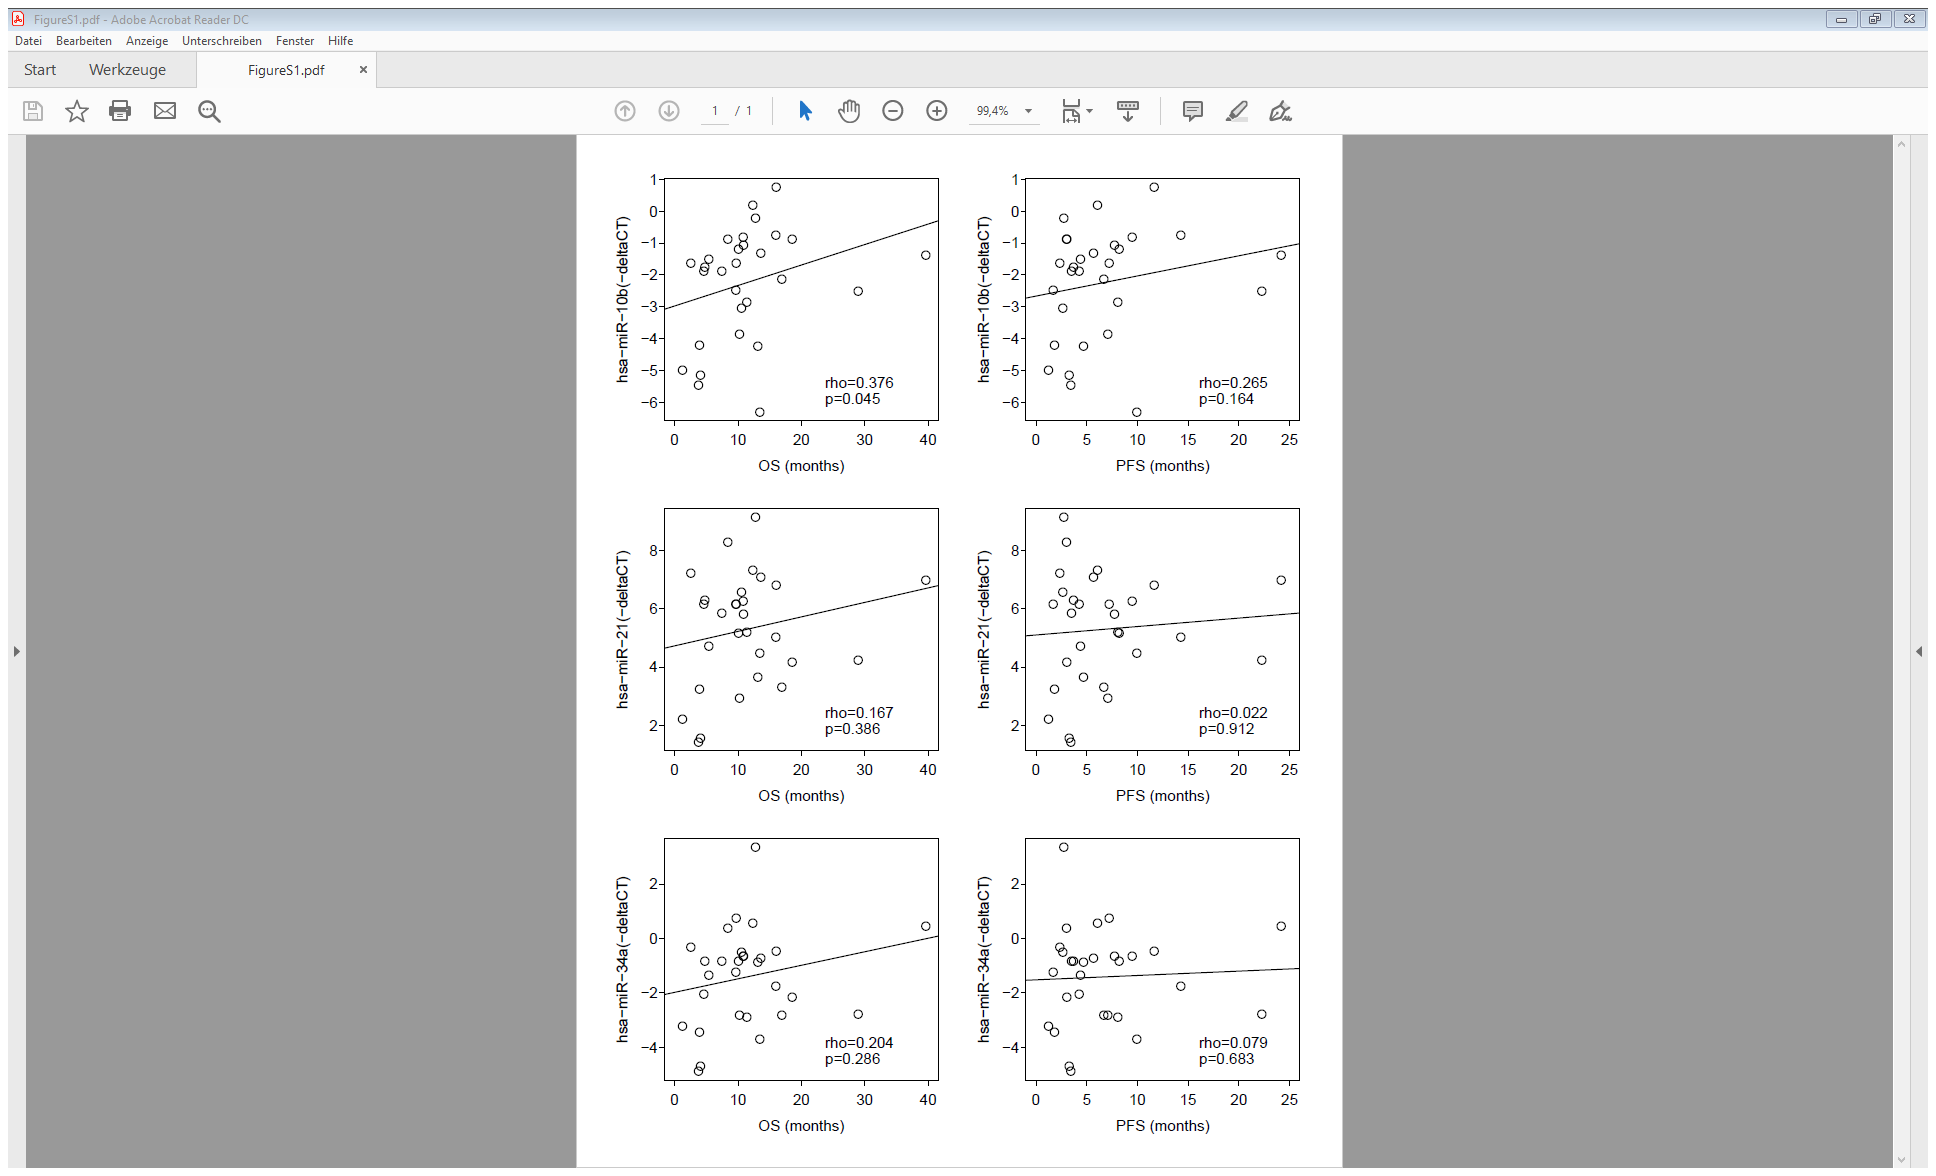 FigureS1.pdf - Adobe Acrobat Reader DC
Datei Bearbeiten Anzeige Unterschreiben Fenster Hilfe
Start Werkzeuge FigureS1.pdf ×
1 / 1 99,4%
hsa−miR−10b(−deltaCT)
1
0
−1
−2
−3
−4
−5
−6
rho=0.376
p=0.045
0 10 20 30 40
OS (months)
hsa−miR−10b(−deltaCT)
1
0
−1
−2
−3
−4
−5
−6
rho=0.265
p=0.164
0 5 10 15 20 25
PFS (months)
hsa−miR−21(−deltaCT)
8
6
4
2
rho=0.167
p=0.386
0 10 20 30 40
OS (months)
hsa−miR−21(−deltaCT)
8
6
4
2
rho=0.022
p=0.912
0 5 10 15 20 25
PFS (months)
hsa−miR−34a(−deltaCT)
2
0
−2
−4
rho=0.204
p=0.286
0 10 20 30 40
OS (months)
hsa−miR−34a(−deltaCT)
2
0
−2
−4
rho=0.079
p=0.683
0 5 10 15 20 25
PFS (months)